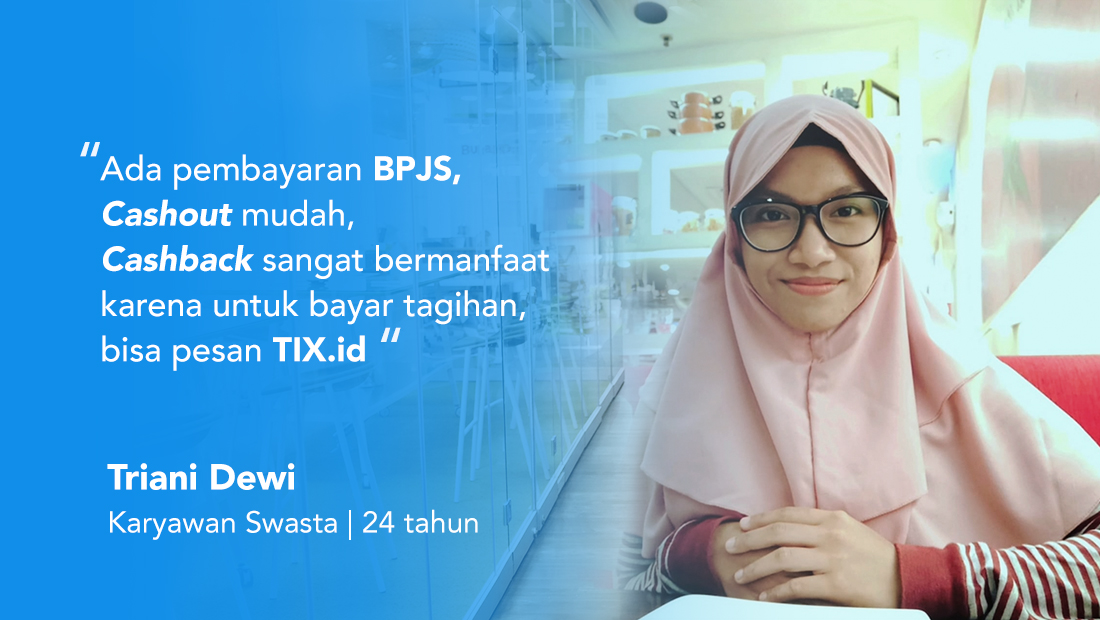 “Ada pembayaran BPJS,
Cashout mudah,
Cashback sangat bermanfaat
karena untuk bayar tagihan,
bisa pesan TIX.id “
Triani Dewi
Karyawan Swasta | 24 tahun